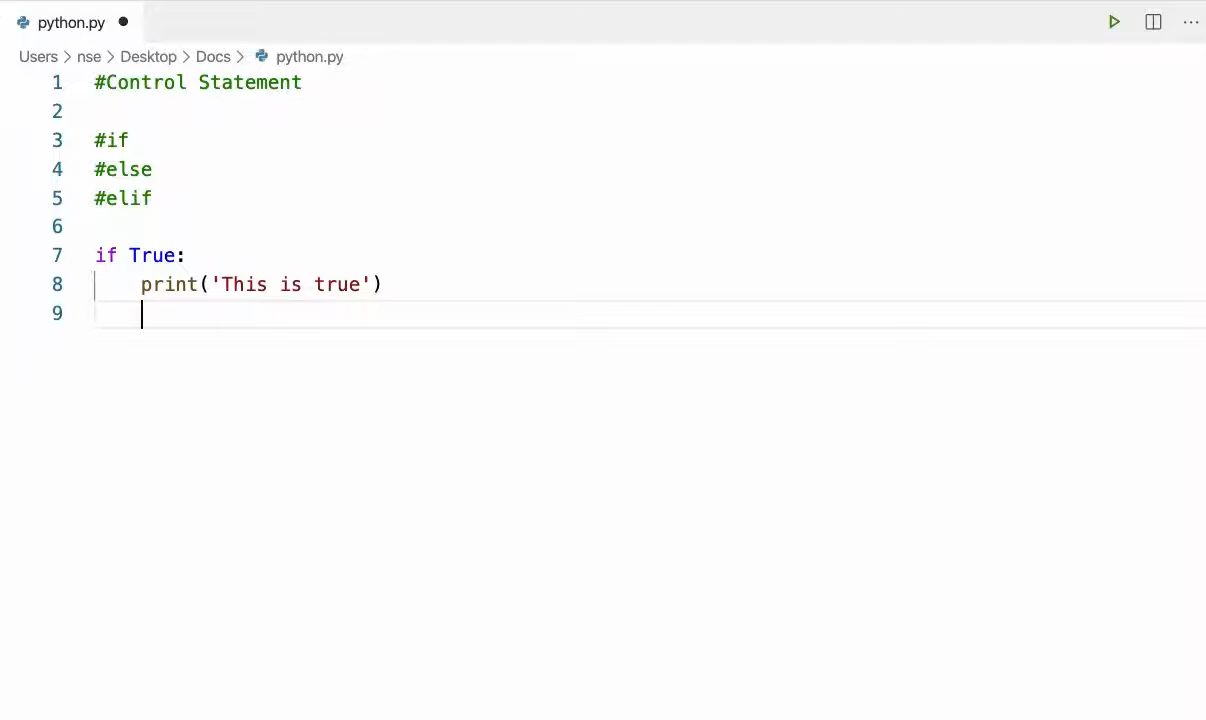 python.py
Users > nse > Desktop > Docs > python.py
1 #Control Statement
2
3 #if
4 #else
5 #elif
6
7 if True:
8     print('This is true')
9